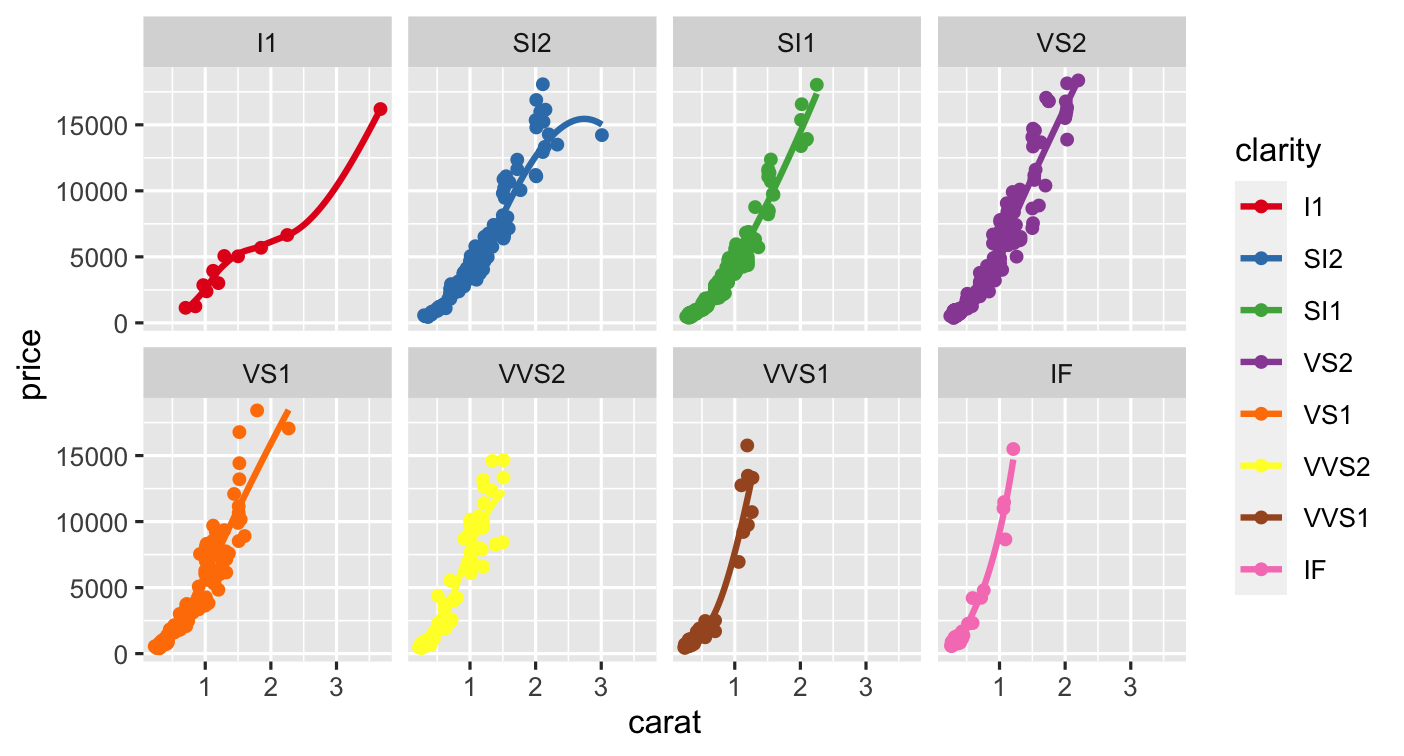 I1 SI2 SI1 VS2
15000
10000
5000
0
VS1 VVS2 VVS1 IF
15000
10000
5000
0
1 2 3 1 2 3 1 2 3 1 2 3
carat
price
clarity
I1
SI2
SI1
VS2
VS1
VVS2
VVS1
IF